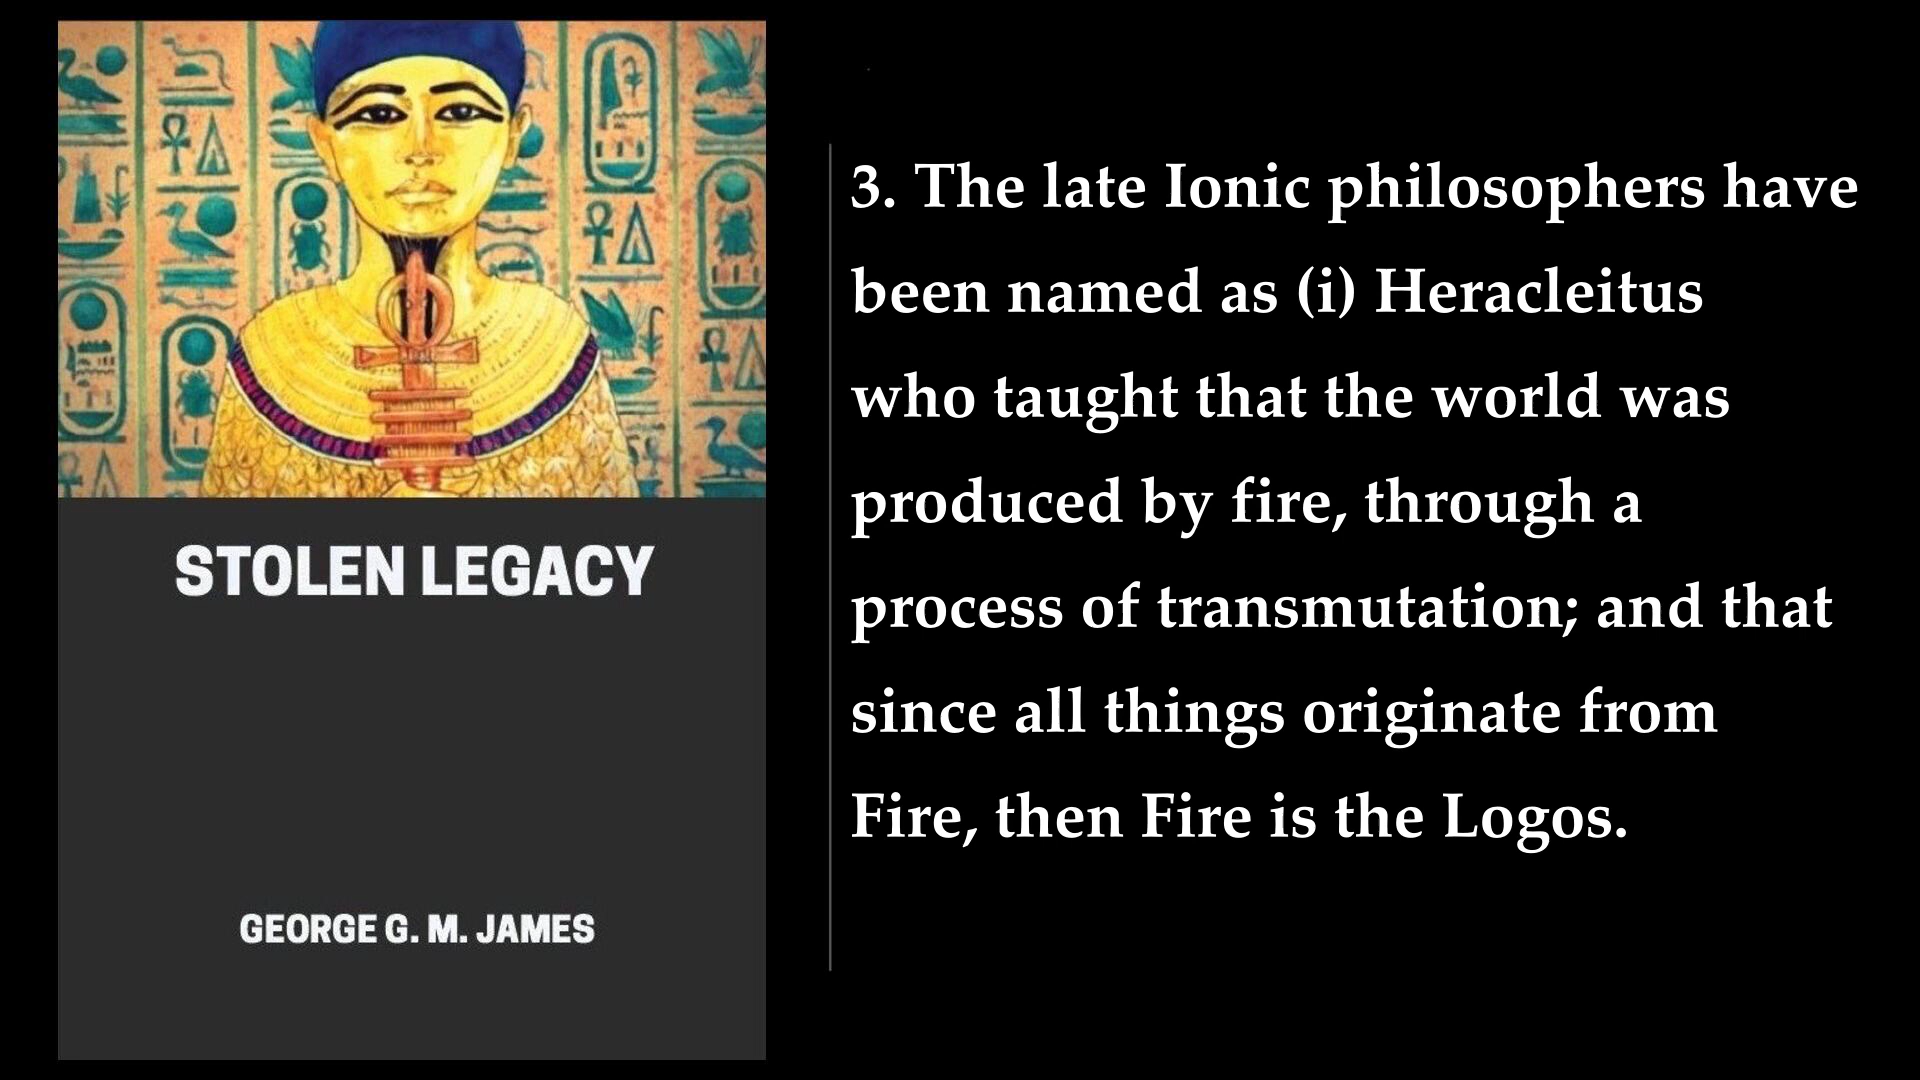 STOLEN LEGACY
GEORGE G. M. JAMES
3. The late Ionic philosophers have
been named as (i) Heracleitus
who taught that the world was
produced by fire, through a
process of transmutation; and that
since all things originate from
Fire, then Fire is the Logos.